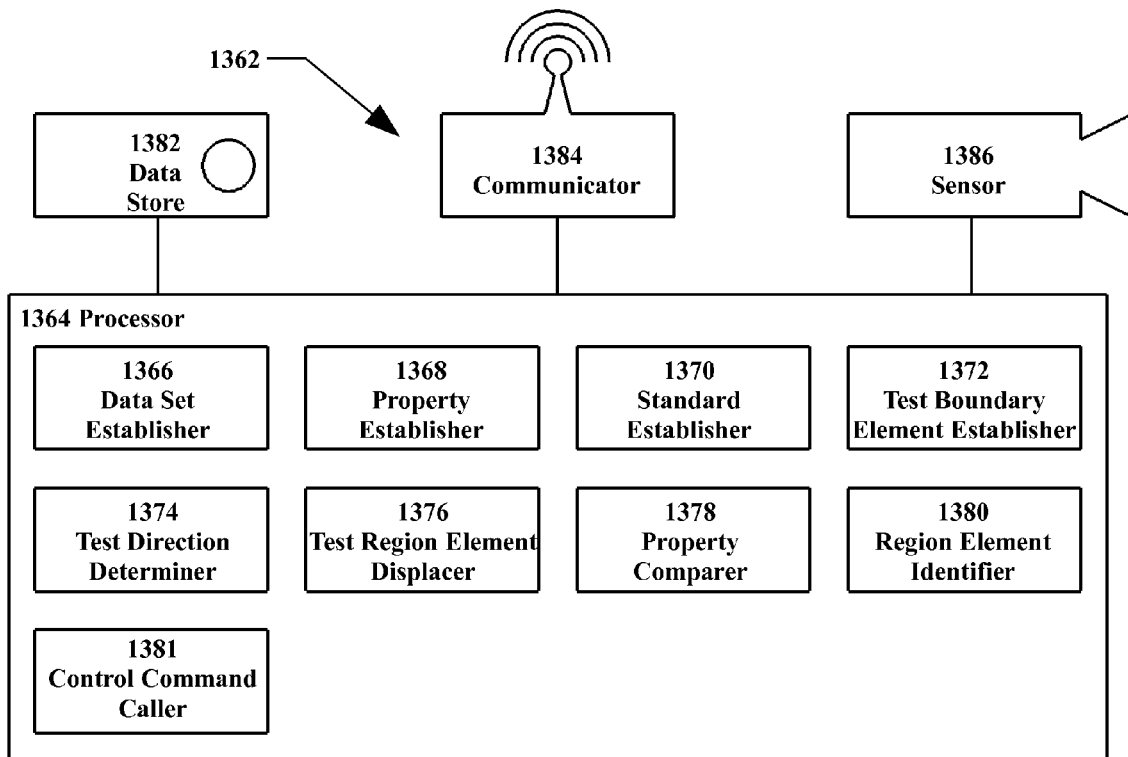 1362
1382
Data
Store
1384
Communicator
1386
Sensor
1364 Processor
1366
Data Set
Establisher
1368
Property
Establisher
1370
Standard
Establisher
1372
Test Boundary
Element Establisher
1374
Test Direction
Determiner
1376
Test Region Element
Displacer
1378
Property
Comparer
1380
Region Element
Identifier
1381
Control Command
Caller